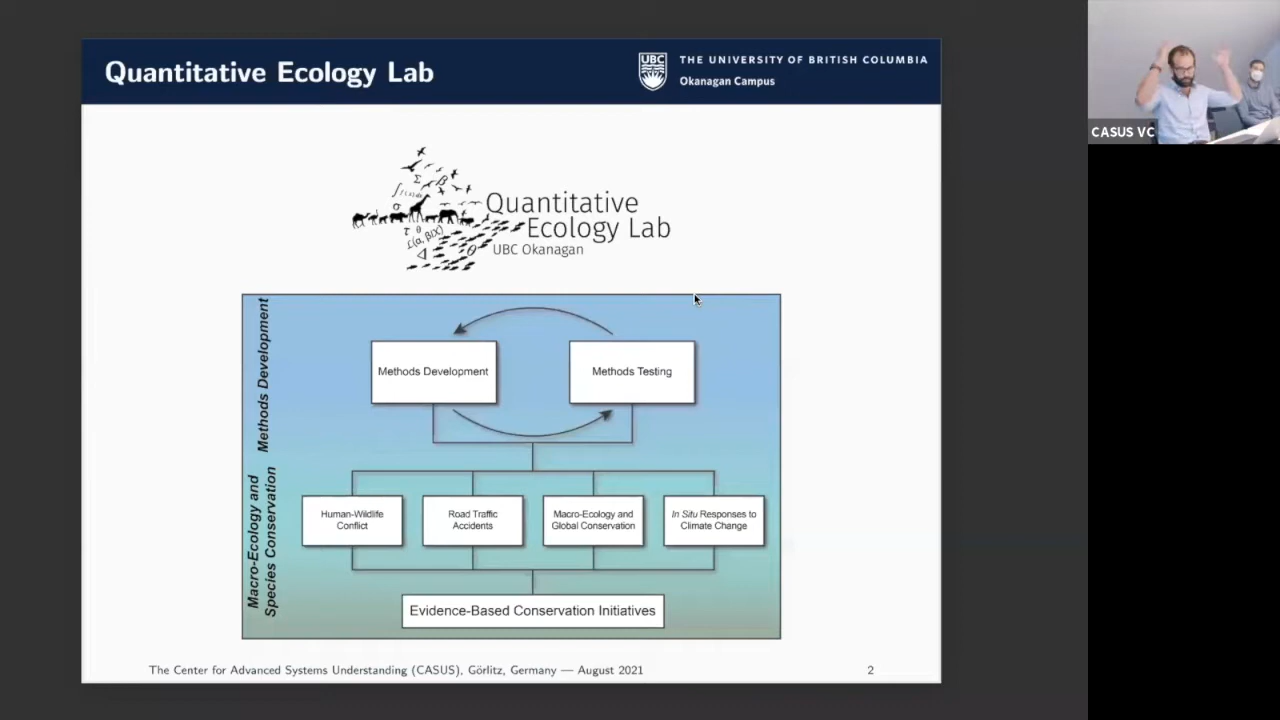 Quantitative Ecology Lab
UBC
THE UNIVERSITY OF BRITISH COLUMBIA
Okanagan Campus
Σ
β
σ
Quantitative
Ecology Lab
τ θ
L(α, β|X)
Δ
θ
UBC Okanagan
Methods Development
Methods Development
Methods Testing
Macro-Ecology and
Species Conservation
Human-Wildlife
Conflict
Road Traffic
Accidents
Macro-Ecology and
Global Conservation
In Situ Responses to
Climate Change
Evidence-Based Conservation Initiatives
The Center for Advanced Systems Understanding (CASUS), Görlitz, Germany — August 2021
2
CASUS VC